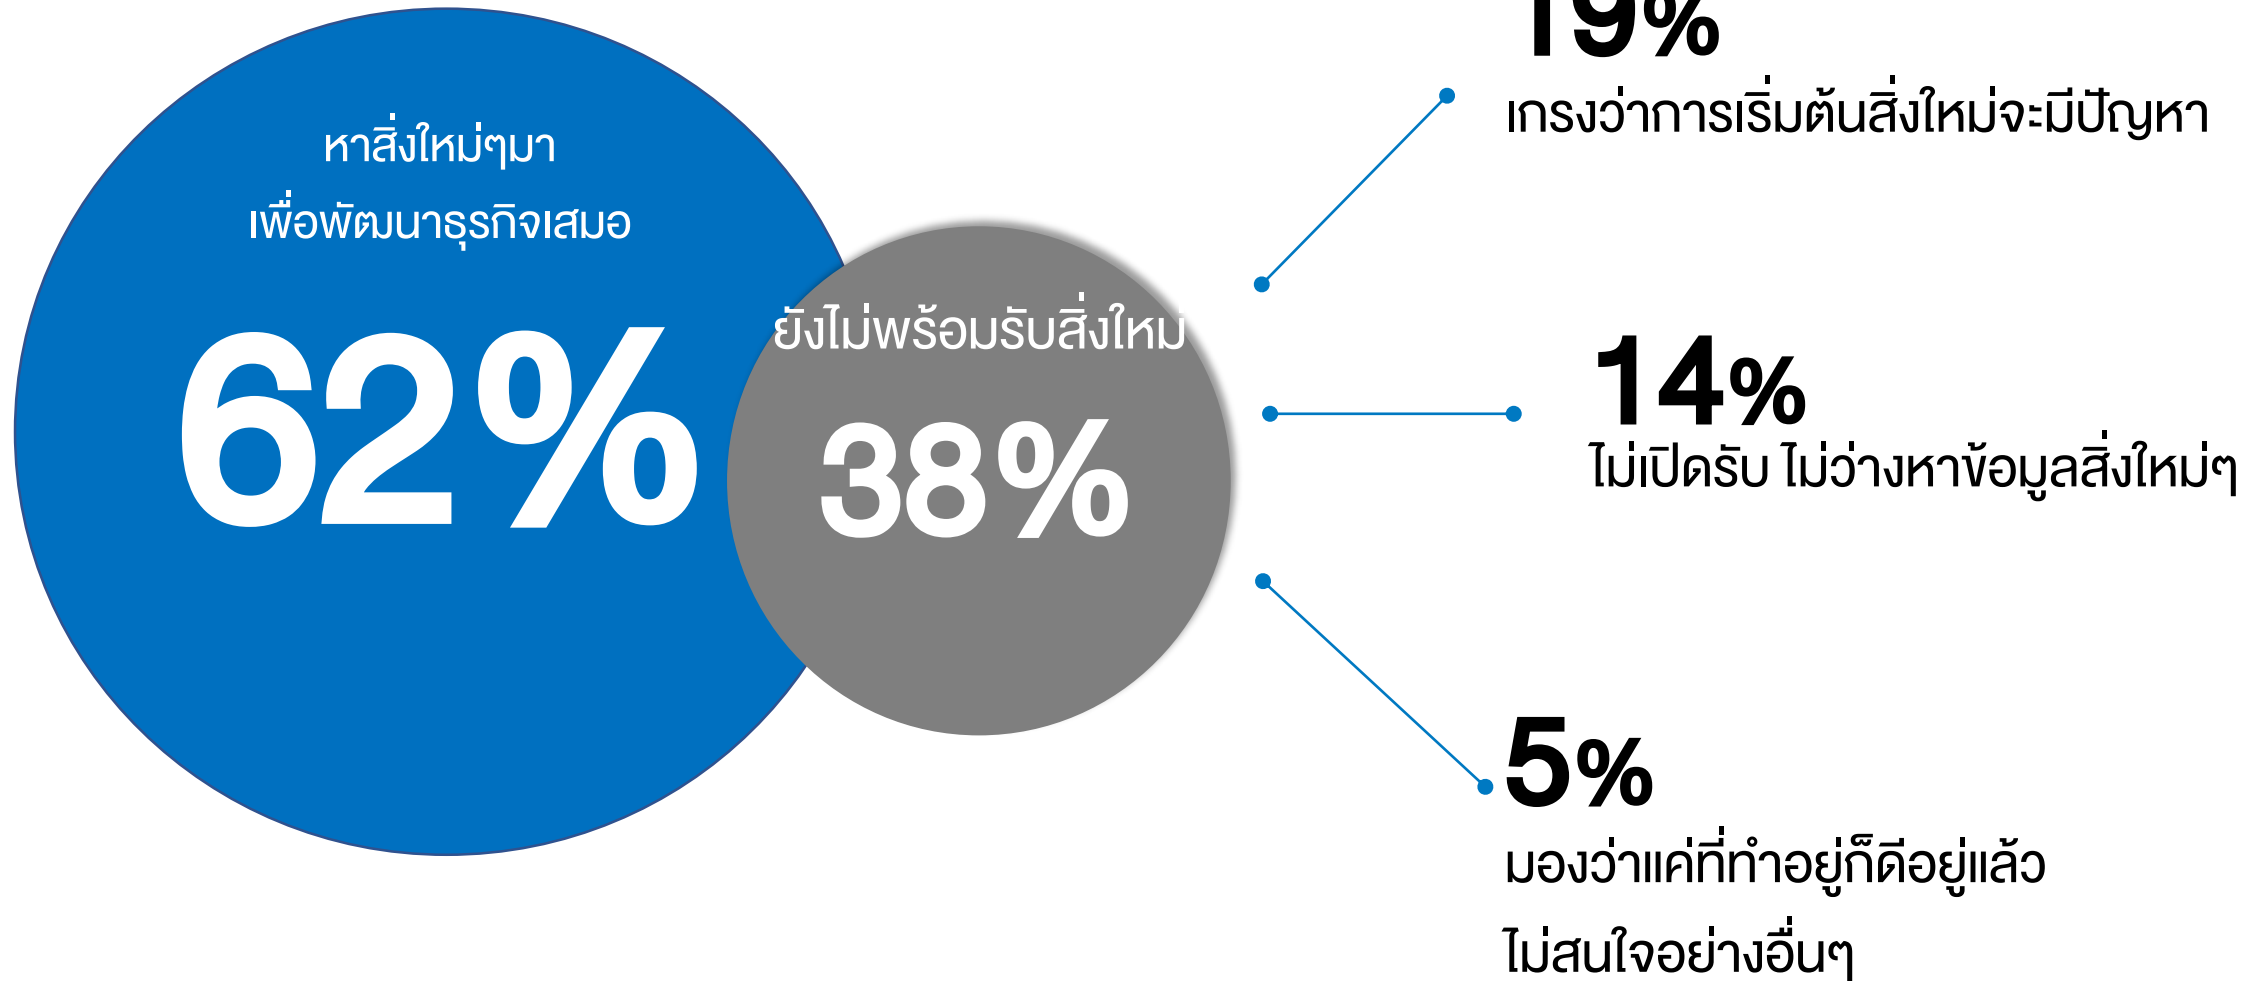 หาสิ่งใหม่ๆมา
เพื่อพัฒนาธุรกิจเสมอ
62%
ยังไม่พร้อมรับสิ่งใหม่
38%
19%
เกรงว่าการเริ่มต้นสิ่งใหม่จะมีปัญหา
14%
ไม่เปิดรับ ไม่ว่างหาข้อมูลสิ่งใหม่ๆ
5%
มองว่าแค่ที่ทำอยู่ก็ดีอยู่แล้ว
ไม่สนใจอย่างอื่นๆ